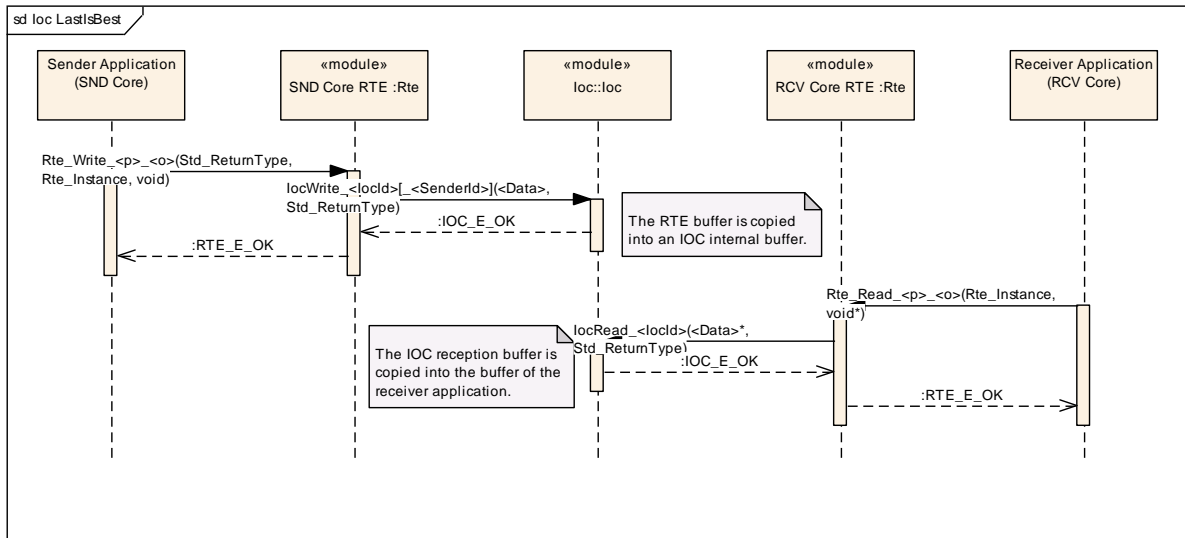 sd Ioc LastIsBest
Sender Application
(SND Core)
«module»
SND Core RTE :Rte
«module»
Ioc::Ioc
«module»
RCV Core RTE :Rte
Receiver Application
(RCV Core)
Rte_Write_<p>_<o>(Std_ReturnType,
Rte_Instance, void)
IocWrite_<IocId>[_<SenderId>](<Data>,
Std_ReturnType)
The RTE buffer is copied
into an IOC internal buffer.
:IOC_E_OK
:RTE_E_OK
Rte_Read_<p>_<o>(Rte_Instance,
void*)
IocRead_<IocId>(<Data>*,
Std_ReturnType)
The IOC reception buffer is
copied into the buffer of the
receiver application.
:IOC_E_OK
:RTE_E_OK